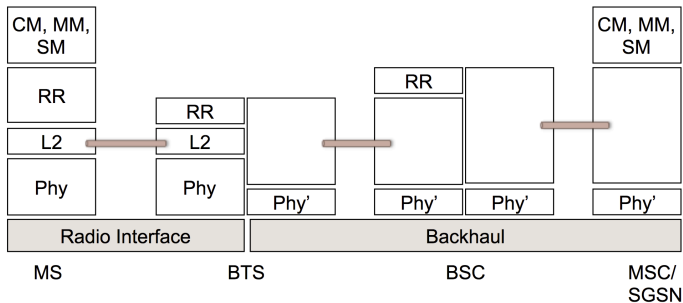 CM, MM,
SM
CM, MM,
SM
RR
RR
RR
L2
L2
Phy
Phy
Phy’
Phy’
Phy’
Phy’
Radio Interface
Backhaul
MS
BTS
BSC
MSC/
SGSN